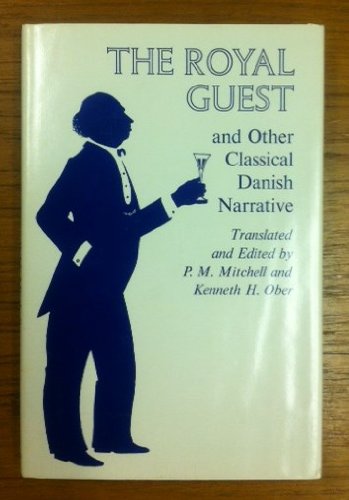 THE ROYAL
GUEST
and Other
Classical
Danish
Narrative
Translated
and Edited by
P. M. Mitchell and
Kenneth H. Ober